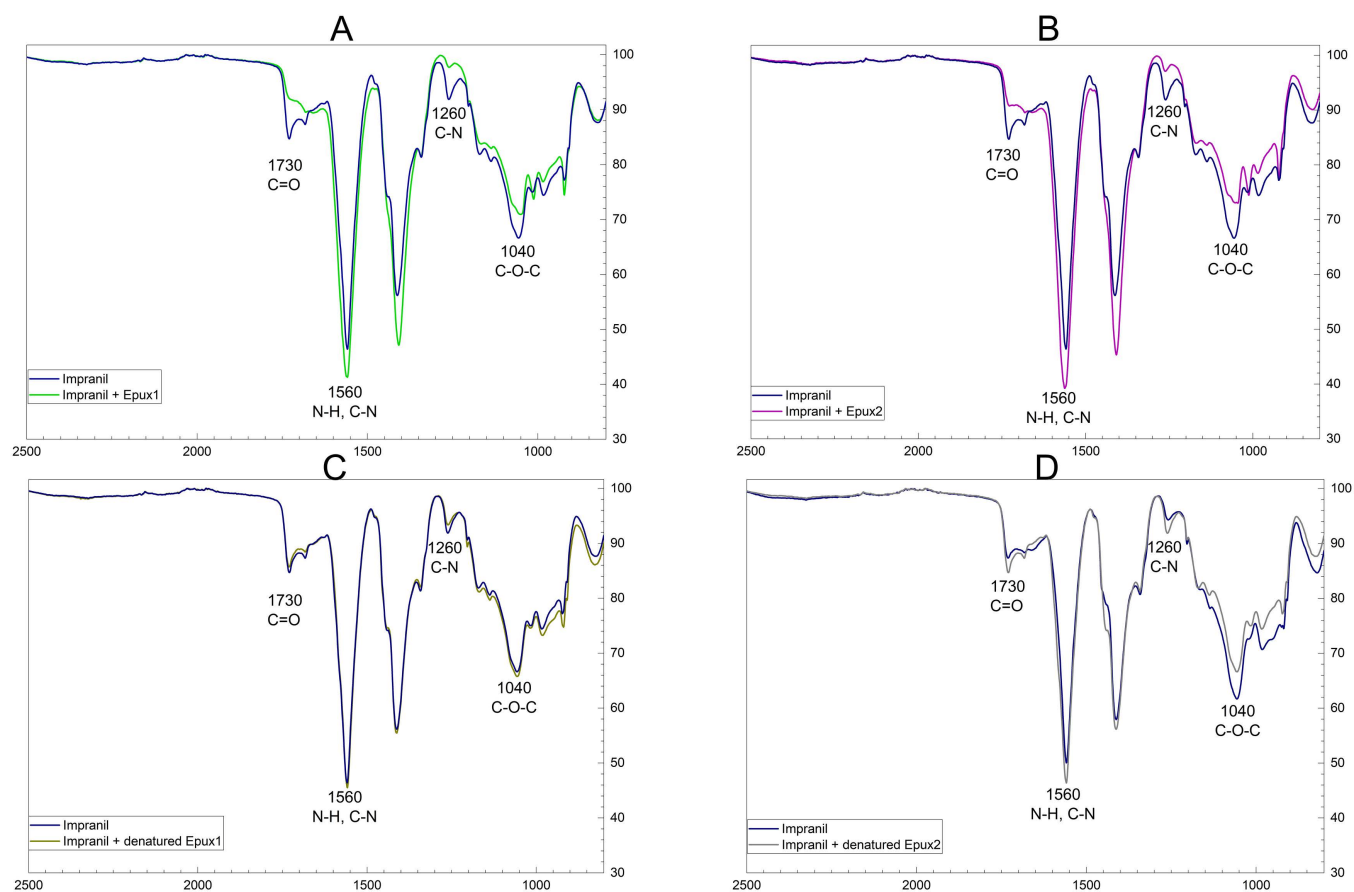 A
100
90
80
70
60
50
40
30
1730
C=O
1260
C-N
1040
C-O-C
1560
N-H, C-N
Impranil
Impranil + Epux1
2500
2000
1500
1000
B
100
90
80
70
60
50
40
30
1730
C=O
1260
C-N
1040
C-O-C
1560
N-H, C-N
Impranil
Impranil + Epux2
2500
2000
1500
1000
C
100
90
80
70
60
50
40
30
1730
C=O
1260
C-N
1040
C-O-C
1560
N-H, C-N
Impranil
Impranil + denatured Epux1
2500
2000
1500
1000
D
100
90
80
70
60
50
40
30
1730
C=O
1260
C-N
1040
C-O-C
1560
N-H, C-N
Impranil
Impranil + denatured Epux2
2500
2000
1500
1000